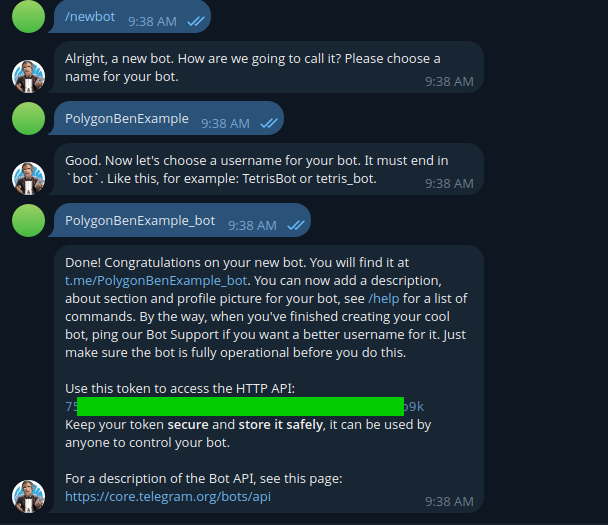 /newbot 9:38 AM
Alright, a new bot. How are we going to call it? Please choose a
name for your bot.
9:38 AM
PolygonBenExample 9:38 AM
Good. Now let's choose a username for your bot. It must end in
`bot`. Like this, for example: TetrisBot or tetris_bot.
9:38 AM
PolygonBenExample_bot 9:38 AM
Done! Congratulations on your new bot. You will find it at
t.me/PolygonBenExample_bot. You can now add a description,
about section and profile picture for your bot, see /help for a list of
commands. By the way, when you've finished creating your cool
bot, ping our Bot Support if you want a better username for it. Just
make sure the bot is fully operational before you do this.
Use this token to access the HTTP API:
Keep your token secure and store it safely, it can be used by
anyone to control your bot.
For a description of the Bot API, see this page:
https://core.telegram.org/bots/api
9:38 AM